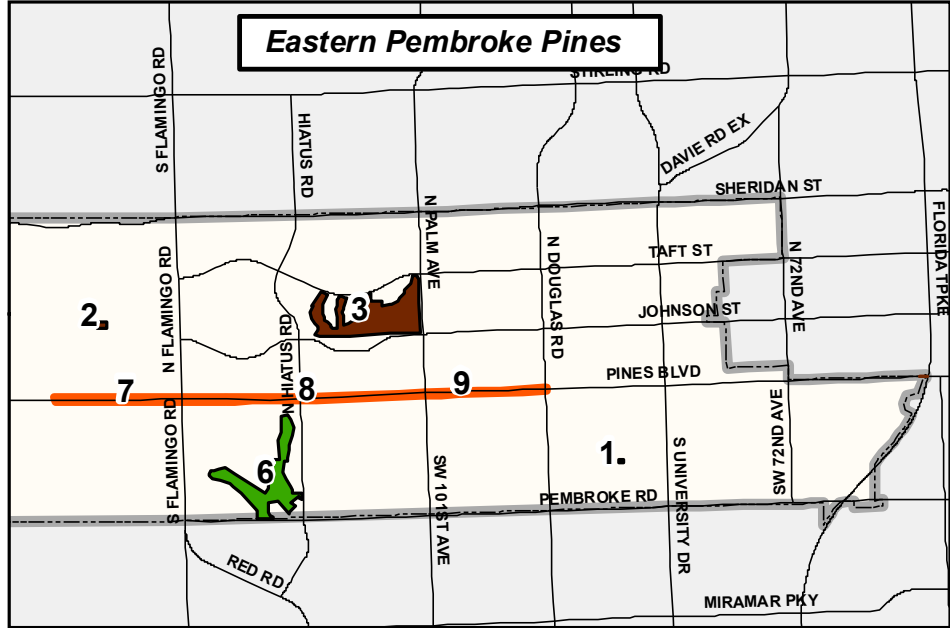 Eastern Pembroke Pines
STIRLING RD
S FLAMINGO RD
HIATUS RD
DAVIE RD EX
SHERIDAN ST
N PALM AVE
FLORIDA TPKE
N FLAMINGO RD
N DOUGLAS RD
TAFT ST
N 72ND AVE
2
3
JOHNSON ST
N HIATUS RD
7
8
9
PINES BLVD
S FLAMINGO RD
6
SW 101ST AVE
1
S UNIVERSITY DR
SW 72ND AVE
PEMBROKE RD
RED RD
MIRAMAR PKY